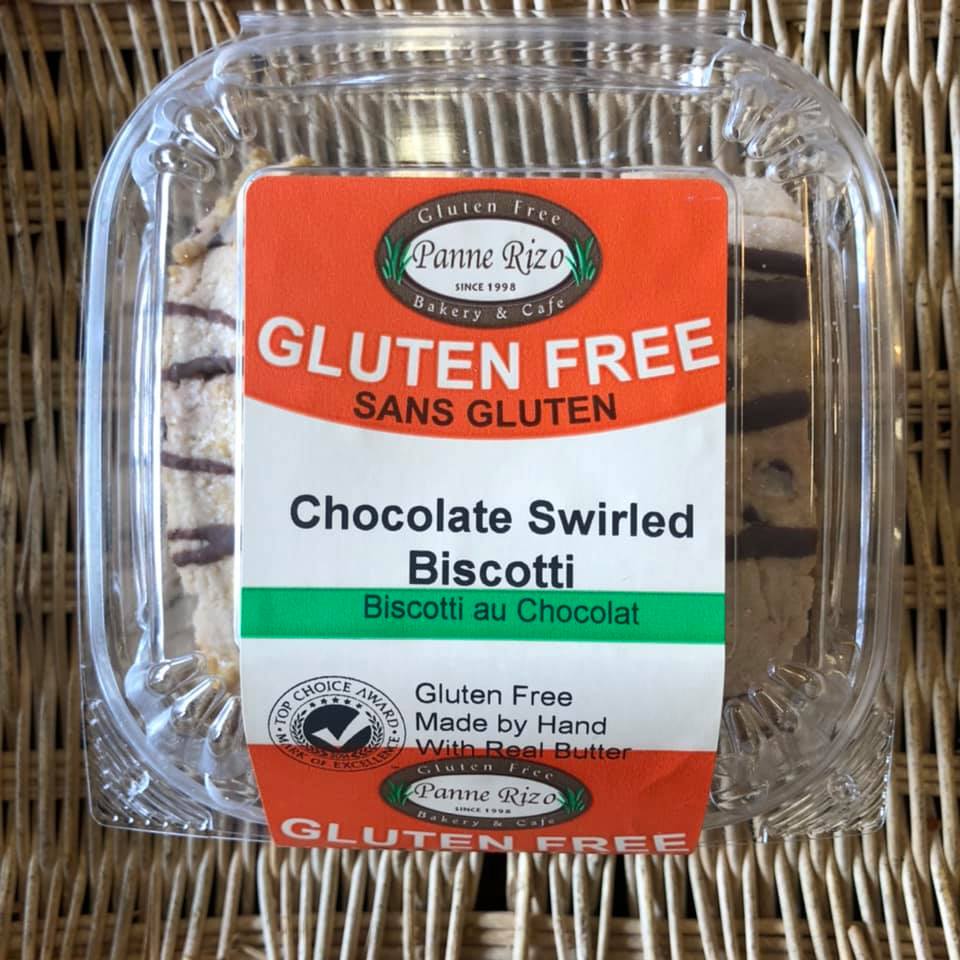 Gluten Free
Panne Rizo
SINCE 1998
Bakery & Cafe
GLUTEN FREE
SANS GLUTEN
Chocolate Swirled
Biscotti
Biscotti au Chocolat
TOP CHOICE AWARD
MARK OF EXCELLENCE
Gluten Free
Made by Hand
With Real Butter
Gluten Free
Panne Rizo
SINCE 1998
Bakery & Cafe
GLUTEN FREE